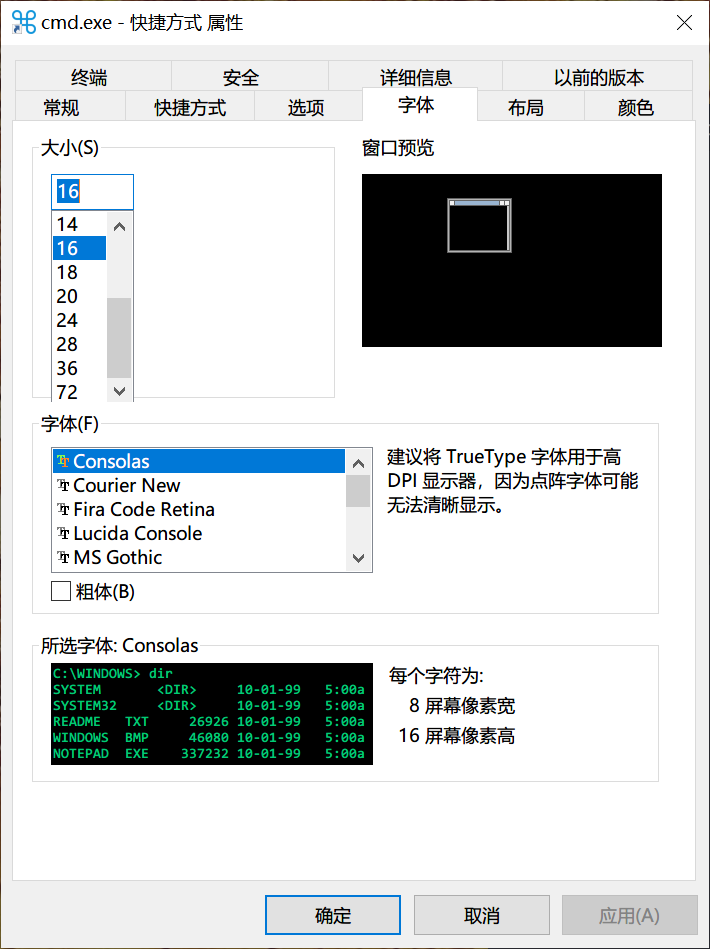 cmd.exe - 快捷方式 属性
终端 安全 详细信息 以前的版本
常规 快捷方式 选项 字体 布局 颜色
大小(S)
16
14
16
18
20
24
28
36
72
窗口预览
字体(F)
Consolas
Courier New
Fira Code Retina
Lucida Console
MS Gothic
建议将 TrueType 字体用于高
DPI 显示器，因为点阵字体可能
无法清晰显示。
粗体(B)
所选字体: Consolas
C:\WINDOWS> dir
SYSTEM <DIR> 10-01-99 5:00a
SYSTEM32 <DIR> 10-01-99 5:00a
README TXT 26926 10-01-99 5:00a
WINDOWS BMP 46080 10-01-99 5:00a
NOTEPAD EXE 337232 10-01-99 5:00a
每个字符为:
8 屏幕像素宽
16 屏幕像素高
确定 取消 应用(A)